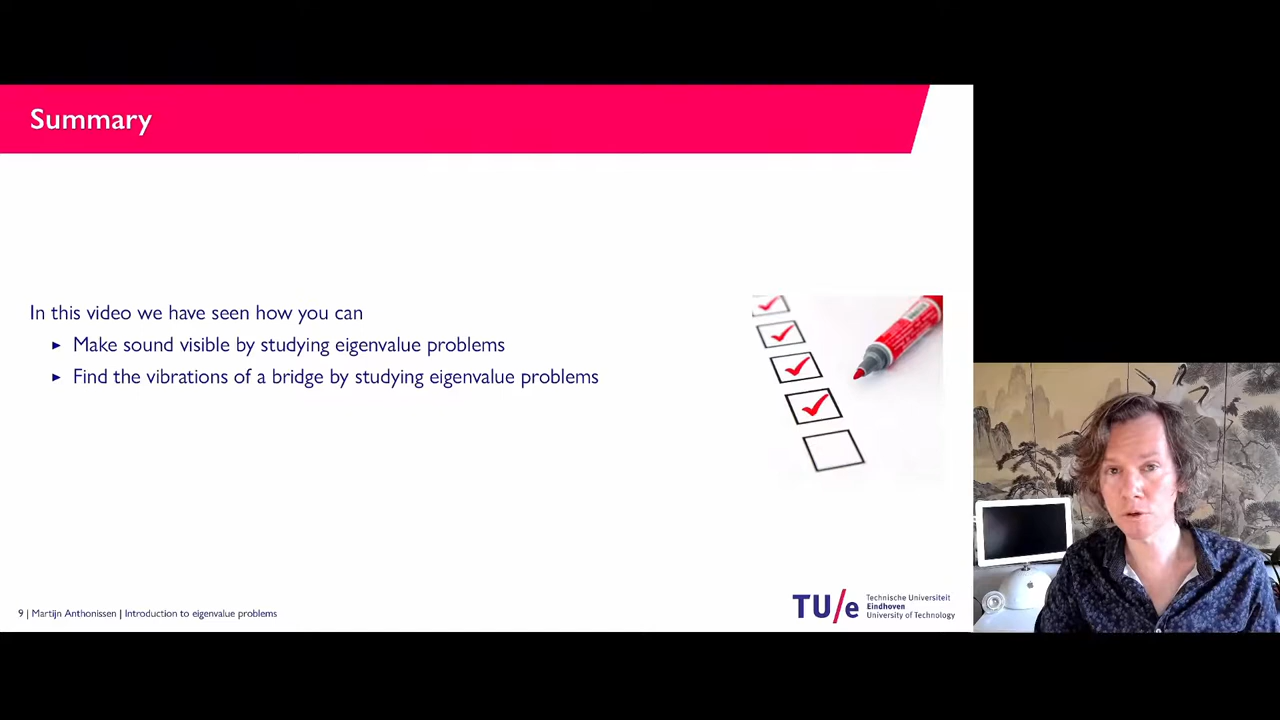 Summary
In this video we have seen how you can
► Make sound visible by studying eigenvalue problems
► Find the vibrations of a bridge by studying eigenvalue problems
9 | Martijn Anthonissen | Introduction to eigenvalue problems
TU/e
Technische Universiteit
Eindhoven
University of Technology